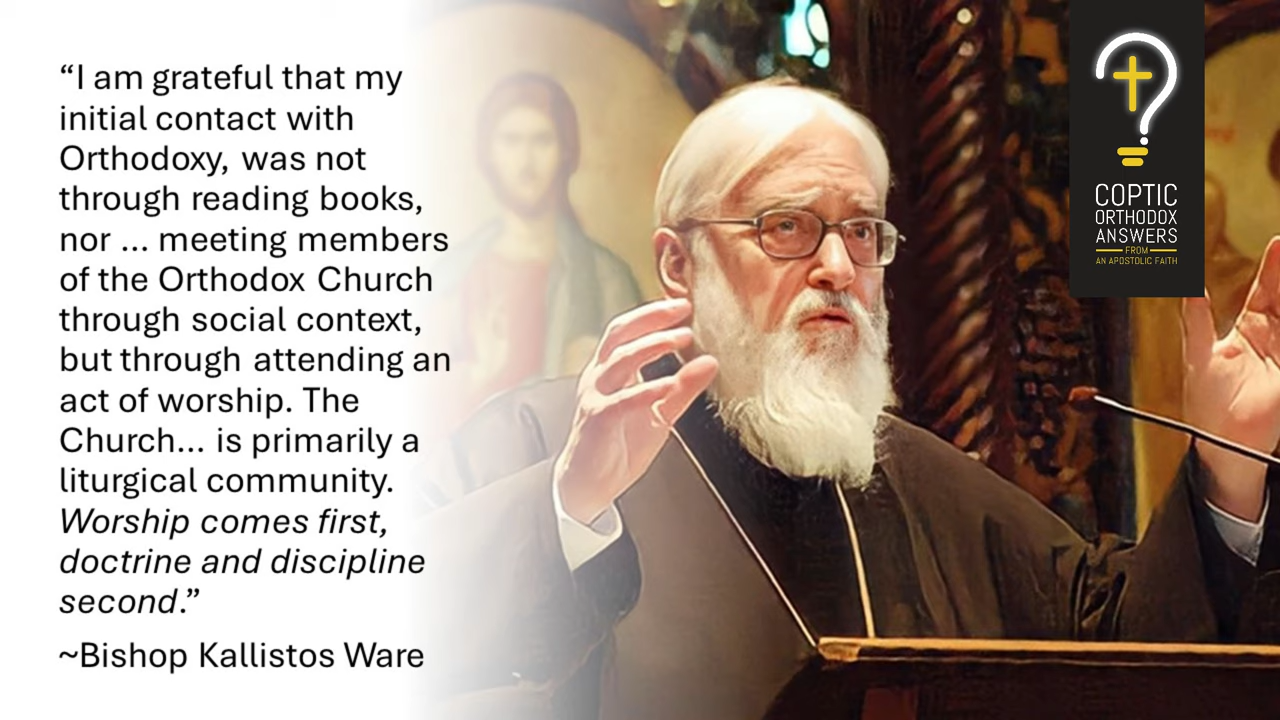 “I am grateful that my
initial contact with
Orthodoxy, was not
through reading books,
nor ... meeting members
of the Orthodox Church
through social context,
but through attending an
act of worship. The
Church... is primarily a
liturgical community.
Worship comes first,
doctrine and discipline
second.”
~Bishop Kallistos Ware
COPTIC
ORTHODOX
ANSWERS
FROM
AN APOSTOLIC FAITH